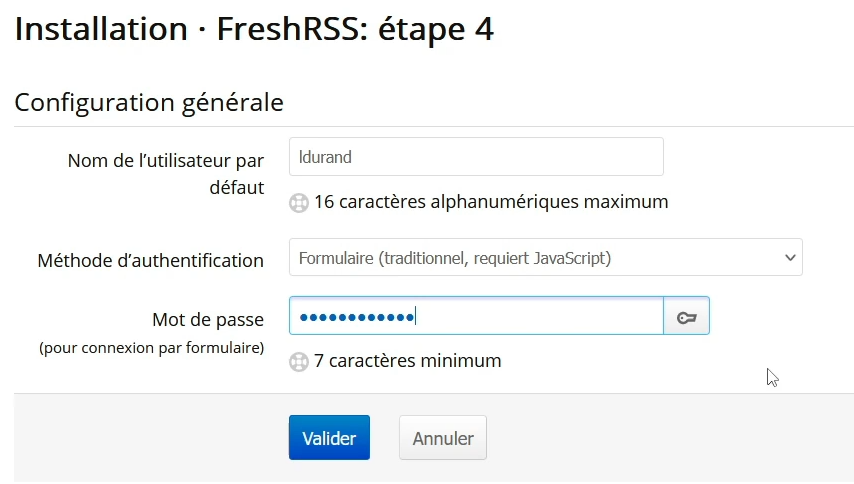 Installation · FreshRSS: étape 4
Configuration générale
Nom de l’utilisateur par
défaut
ldurand
16 caractères alphanumériques maximum
Méthode d’authentification
Formulaire (traditionnel, requiert JavaScript)
Mot de passe
(pour connexion par formulaire)
••••••••••••
7 caractères minimum
Valider
Annuler